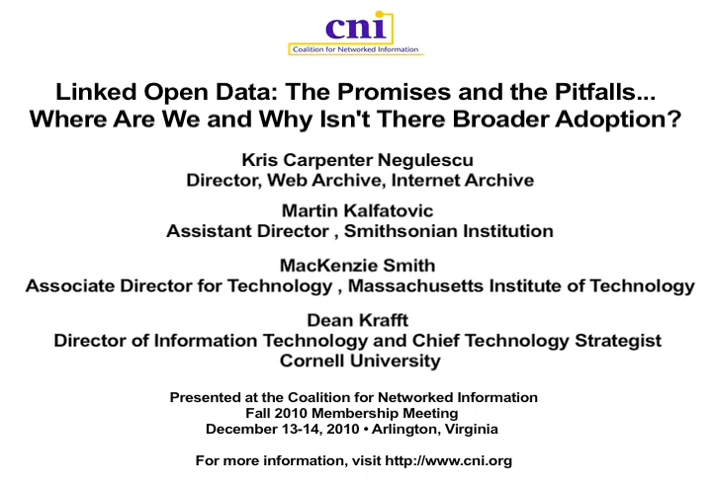 cni
Coalition for Networked Information
Linked Open Data: The Promises and the Pitfalls...
Where Are We and Why Isn't There Broader Adoption?
Kris Carpenter Negulescu
Director, Web Archive, Internet Archive
Martin Kalfatovic
Assistant Director , Smithsonian Institution
MacKenzie Smith
Associate Director for Technology , Massachusetts Institute of Technology
Dean Krafft
Director of Information Technology and Chief Technology Strategist
Cornell University
Presented at the Coalition for Networked Information
Fall 2010 Membership Meeting
December 13-14, 2010 • Arlington, Virginia
For more information, visit http://www.cni.org